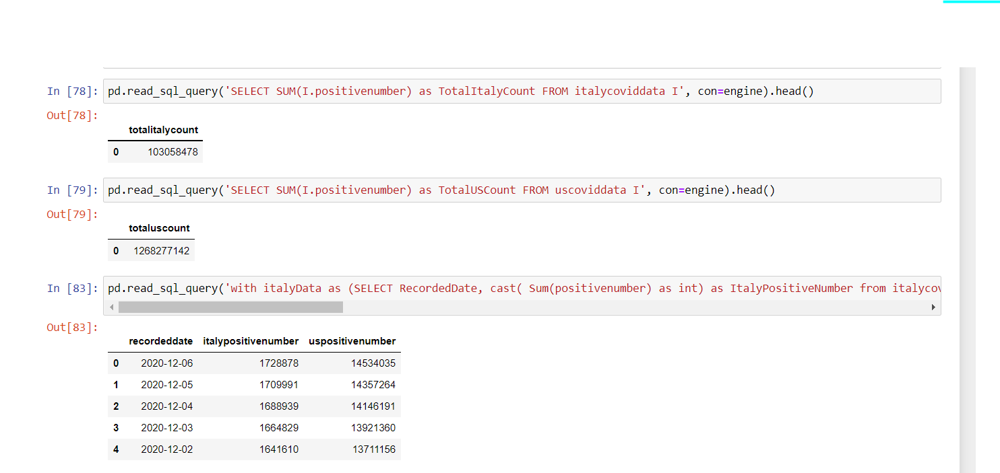 In [78]: pd.read_sql_query('SELECT SUM(I.positivenumber) as TotalItalyCount FROM italycoviddata I', con=engine).head()
Out[78]:
totalitalycount
0 103058478
In [79]: pd.read_sql_query('SELECT SUM(I.positivenumber) as TotalUSCount FROM uscoviddata I', con=engine).head()
Out[79]:
totaluscount
0 1268277142
In [83]: pd.read_sql_query('with italyData as (SELECT RecordedDate, cast( Sum(positivenumber) as int) as ItalyPositiveNumber from italycov
Out[83]:
recordeddate italypositivenumber uspositivenumber
0 2020-12-06 1728878 14534035
1 2020-12-05 1709991 14357264
2 2020-12-04 1688939 14146191
3 2020-12-03 1664829 13921360
4 2020-12-02 1641610 13711156